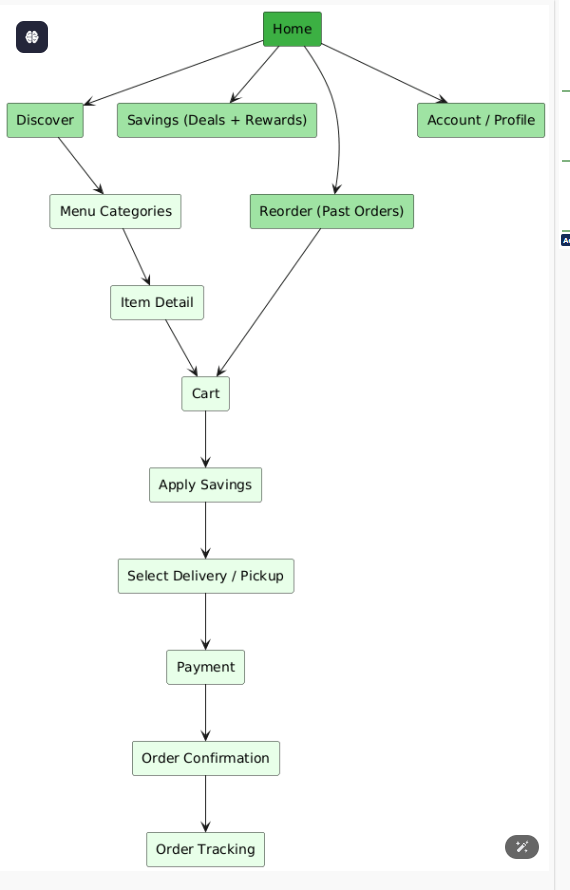 Home
Discover
Savings (Deals + Rewards)
Account / Profile
Menu Categories
Reorder (Past Orders)
Item Detail
Cart
Apply Savings
Select Delivery / Pickup
Payment
Order Confirmation
Order Tracking